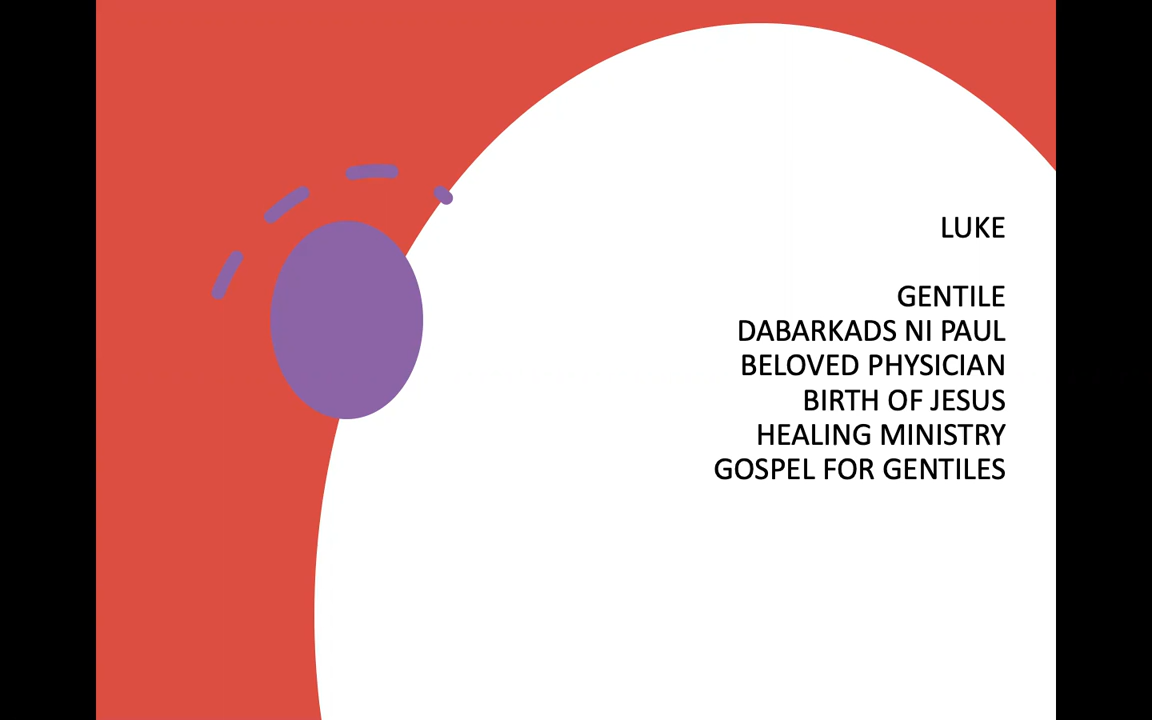 LUKE
GENTILE
DABARKADS NI PAUL
BELOVED PHYSICIAN
BIRTH OF JESUS
HEALING MINISTRY
GOSPEL FOR GENTILES